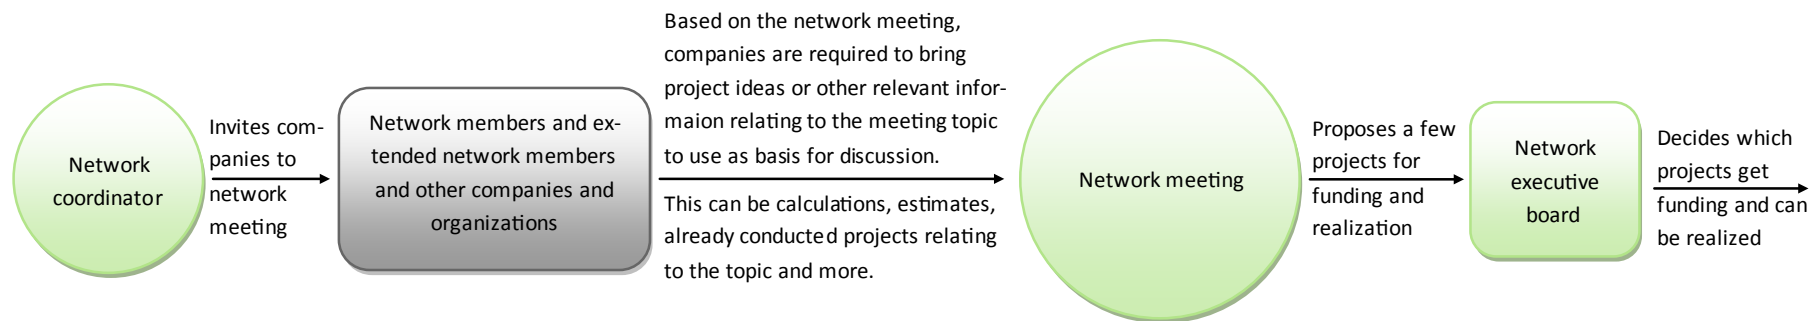 Network
coordinator
Invites com-
panies to
network
meeting
Network members and ex-
tended network members
and other companies and
organizations
Based on the network meeting,
companies are required to bring
project ideas or other relevant infor-
maion relating to the meeting topic
to use as basis for discussion.
This can be calculations, estimates,
already conducted projects relating
to the topic and more.
Network meeting
Proposes a few
projects for
funding and
realization
Network
executive
board
Decides which
projects get
funding and can
be realized